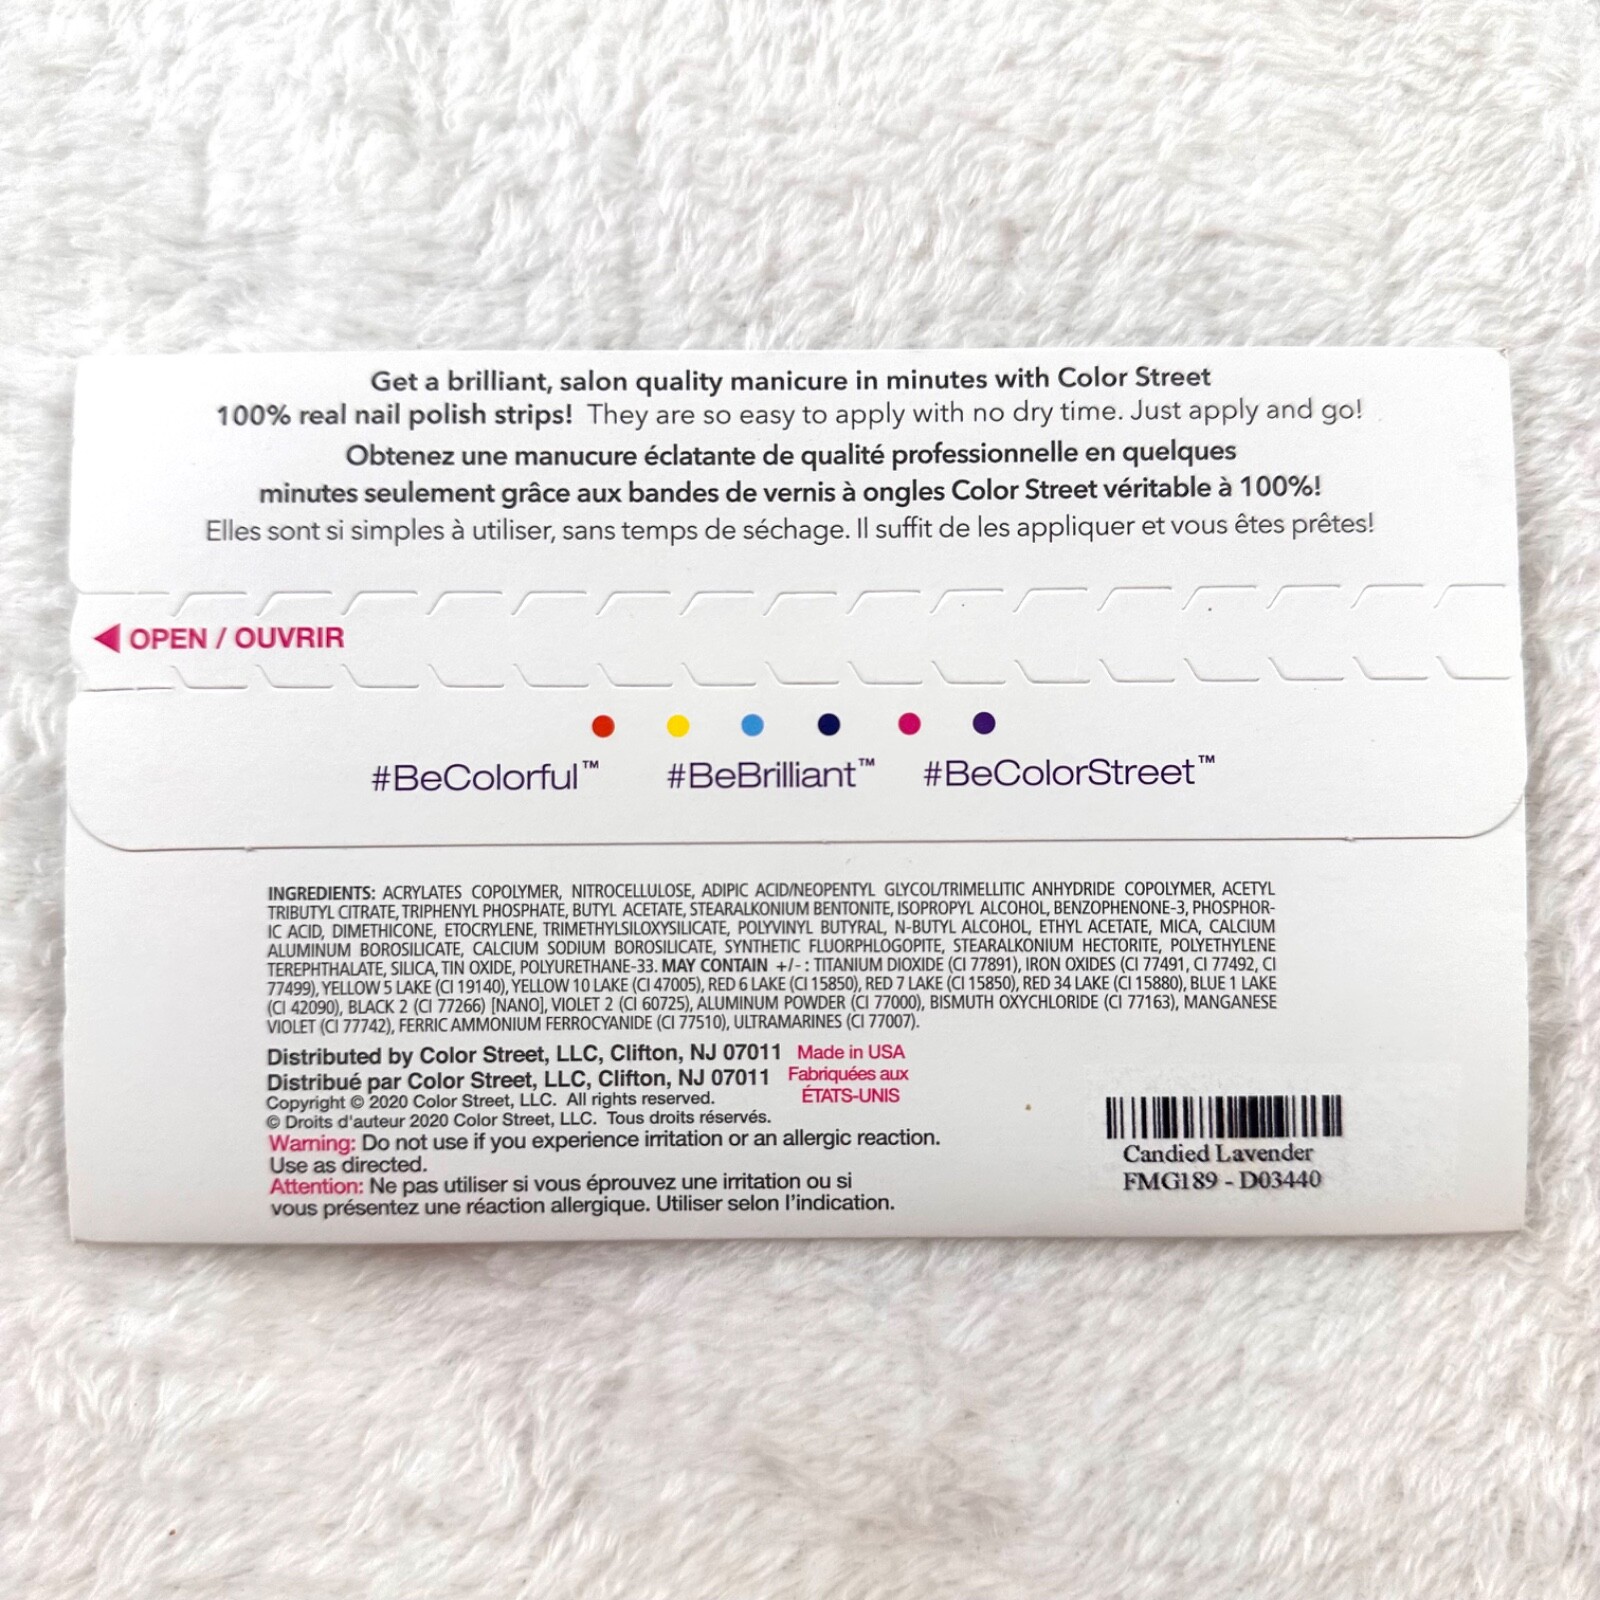 Get a brilliant, salon quality manicure in minutes with Color Street
100% real nail polish strips! They are so easy to apply with no dry time. Just apply and go!
Obtenez une manucure éclatante de qualité professionnelle en quelques
minutes seulement grâce aux bandes de vernis à ongles Color Street véritable à 100%!
Elles sont si simples à utiliser, sans temps de séchage. Il suffit de les appliquer et vous êtes prêtes!
OPEN / OUVRIR
#BeColorful™ #BeBrilliant™ #BeColorStreet™
INGREDIENTS: ACRYLATES COPOLYMER, NITROCELLULOSE, ADIPIC ACID/NEOPENTYL GLYCOL/TRIMELLITIC ANHYDRIDE COPOLYMER, ACETYL
TRIBUTYL CITRATE, TRIPHENYL PHOSPHATE, BUTYL ACETATE, STEARALKONIUM BENTONITE, ISOPROPYL ALCOHOL, BENZOPHENONE-3, PHOSPHOR-
IC ACID, DIMETHICONE, ETOCRYLENE, TRIMETHYLSILOXYSILICATE, POLYVINYL BUTYRAL, N-BUTYL ALCOHOL, ETHYL ACETATE, MICA, CALCIUM
ALUMINUM BOROSILICATE, CALCIUM SODIUM BOROSILICATE, SYNTHETIC FLUORPHLOGOPITE, STEARALKONIUM HECTORITE, POLYETHYLENE
TEREPHTHALATE, SILICA, TIN OXIDE, POLYURETHANE-33. MAY CONTAIN +/- : TITANIUM DIOXIDE (CI 77891), IRON OXIDES (CI 77491, CI 77492, CI
77499), YELLOW 5 LAKE (CI 19140), YELLOW 10 LAKE (CI 47005), RED 6 LAKE (CI 15850), RED 7 LAKE (CI 15850), RED 34 LAKE (CI 15880), BLUE 1 LAKE
(CI 42090), BLACK 2 (CI 77266) [NANO], VIOLET 2 (CI 60725), ALUMINUM POWDER (CI 77000), BISMUTH OXYCHLORIDE (CI 77163), MANGANESE
VIOLET (CI 77742), FERRIC AMMONIUM FERROCYANIDE (CI 77510), ULTRAMARINES (CI 77007).
Distributed by Color Street, LLC, Clifton, NJ 07011 Made in USA
Distribué par Color Street, LLC, Clifton, NJ 07011 Fabriquées aux
ÉTATS-UNIS
Copyright © 2020 Color Street, LLC. All rights reserved.
© Droits d'auteur 2020 Color Street, LLC. Tous droits réservés.
Warning: Do not use if you experience irritation or an allergic reaction.
Use as directed.
Attention: Ne pas utiliser si vous éprouvez une irritation ou si
vous présentez une réaction allergique. Utiliser selon l'indication.
Candied Lavender
FMG189 - D03440